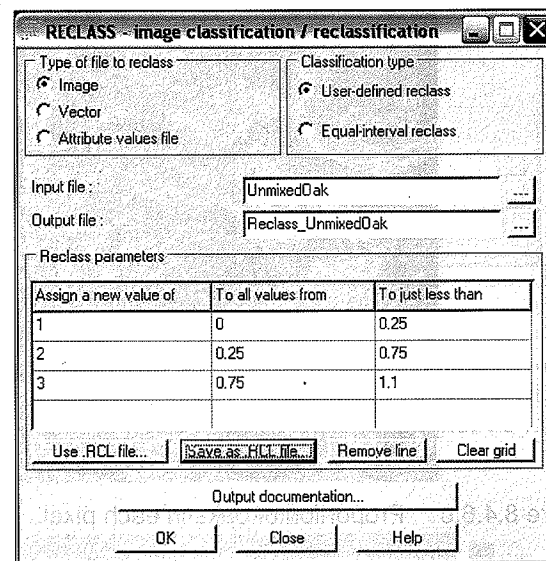 RECLASS - image classification / reclassification
Type of file to reclass
Image
Vector
Attribute values file
Classification type
User-defined reclass
Equal-interval reclass
Input file :
UnmixedOak
...
Output file :
Reclass_UnmixedOak
...
Reclass parameters
Assign a new value of To all values from To just less than
1 0 0.25
2 0.25 0.75
3 0.75 1.1
Use .RCL file... Save as .RCL file... Remove line Clear grid
Output documentation...
OK Close Help